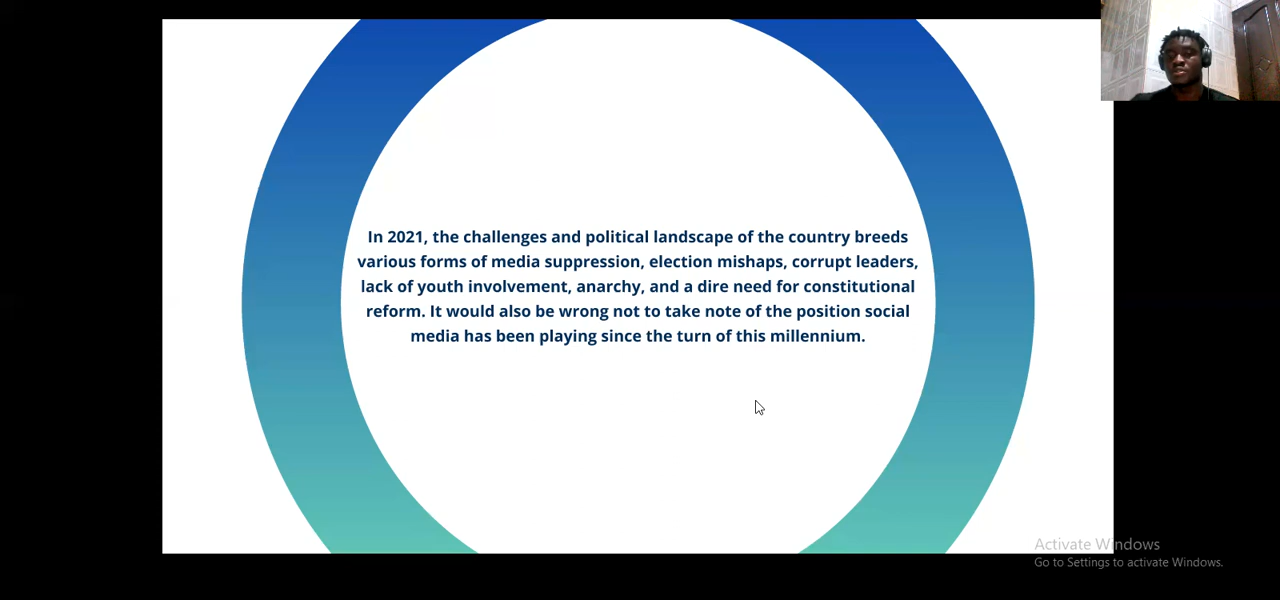 In 2021, the challenges and political landscape of the country breeds
various forms of media suppression, election mishaps, corrupt leaders,
lack of youth involvement, anarchy, and a dire need for constitutional
reform. It would also be wrong not to take note of the position social
media has been playing since the turn of this millennium.
Activate Windows
Go to Settings to activate Windows.